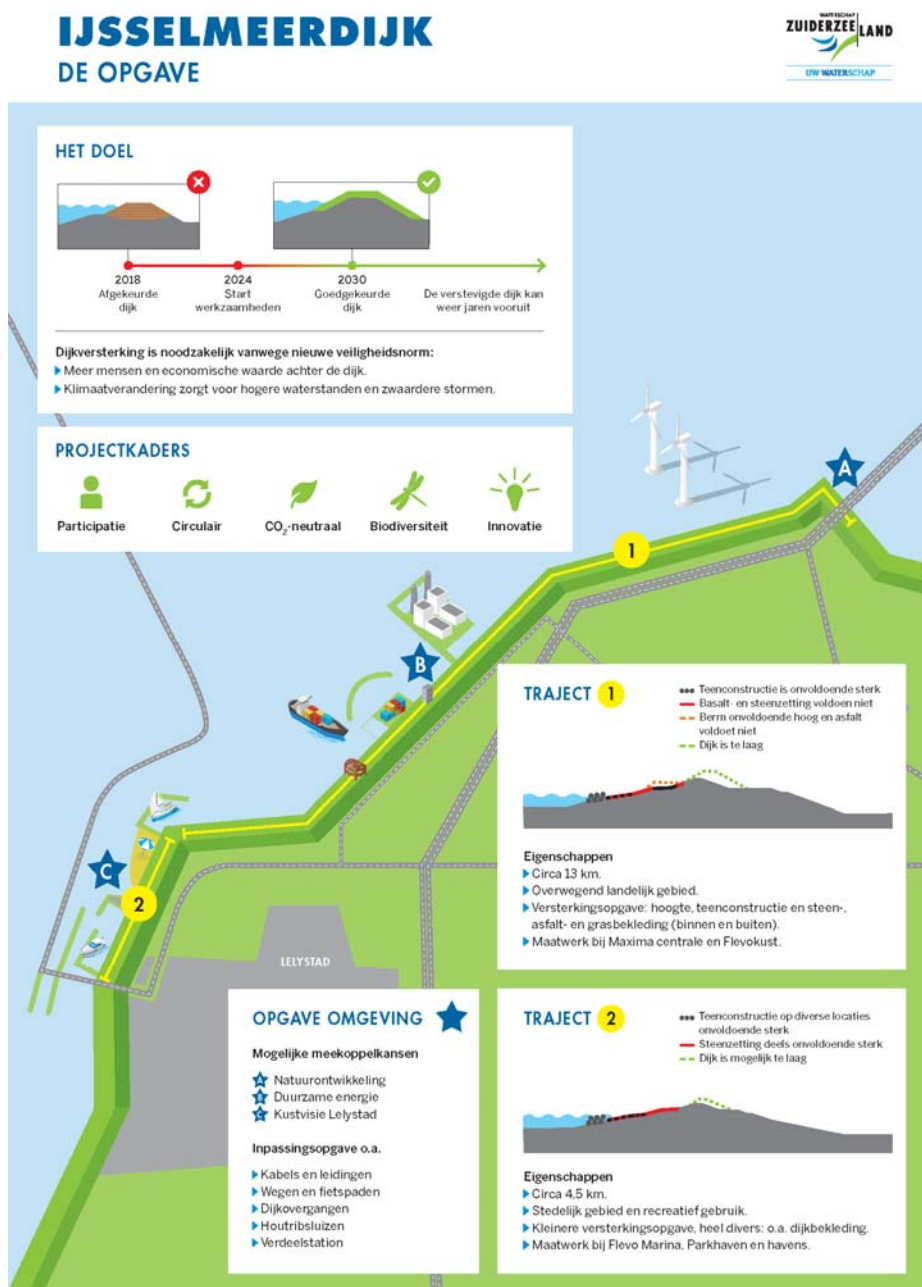 IJSSELMEERDIJK
DE OPGAVE
WATERSCHAP
ZUIDERZEELAND
UW WATERSCHAP
HET DOEL
2018
Afgekeurde
dijk
2024
Start
werkzaamheden
2030
Goedgekeurde
dijk
De verstevigde dijk kan
weer jaren vooruit
Dijkversterking is noodzakelijk vanwege nieuwe veiligheidsnorm:
Meer mensen en economische waarde achter de dijk.
Klimaatverandering zorgt voor hogere waterstanden en zwaardere stormen.
PROJECTKADERS
Participatie
Circulair
CO₂-neutraal
Biodiversiteit
Innovatie
A
1
B
C
2
LELYSTAD
TRAJECT 1
Teenconstructie is onvoldoende sterk
Basalt- en steenzetting voldoen niet
Berm onvoldoende hoog en asfalt
voldoet niet
Dijk is te laag
Eigenschappen
Circa 13 km.
Overwegend landelijk gebied.
Versterkingsopgave: hoogte, teenconstructie en steen-,
asfalt- en grasbekleding (binnen en buiten).
Maatwerk bij Maxima centrale en Flevokust.
OPGAVE OMGEVING
Mogelijke meekoppelkansen
A Natuurontwikkeling
B Duurzame energie
C Kustvisie Lelystad
Inpassingsopgave o.a.
Kabels en leidingen
Wegen en fietspaden
Dijkovergangen
Houtribsluizen
Verdeelstation
TRAJECT 2
Teenconstructie op diverse locaties
onvoldoende sterk
Steenzetting deels onvoldoende sterk
Dijk is mogelijk te laag
Eigenschappen
Circa 4,5 km.
Stedelijk gebied en recreatief gebruik.
Kleinere versterkingsopgave, heel divers: o.a. dijkbekleding.
Maatwerk bij Flevo Marina, Parkhaven en havens.